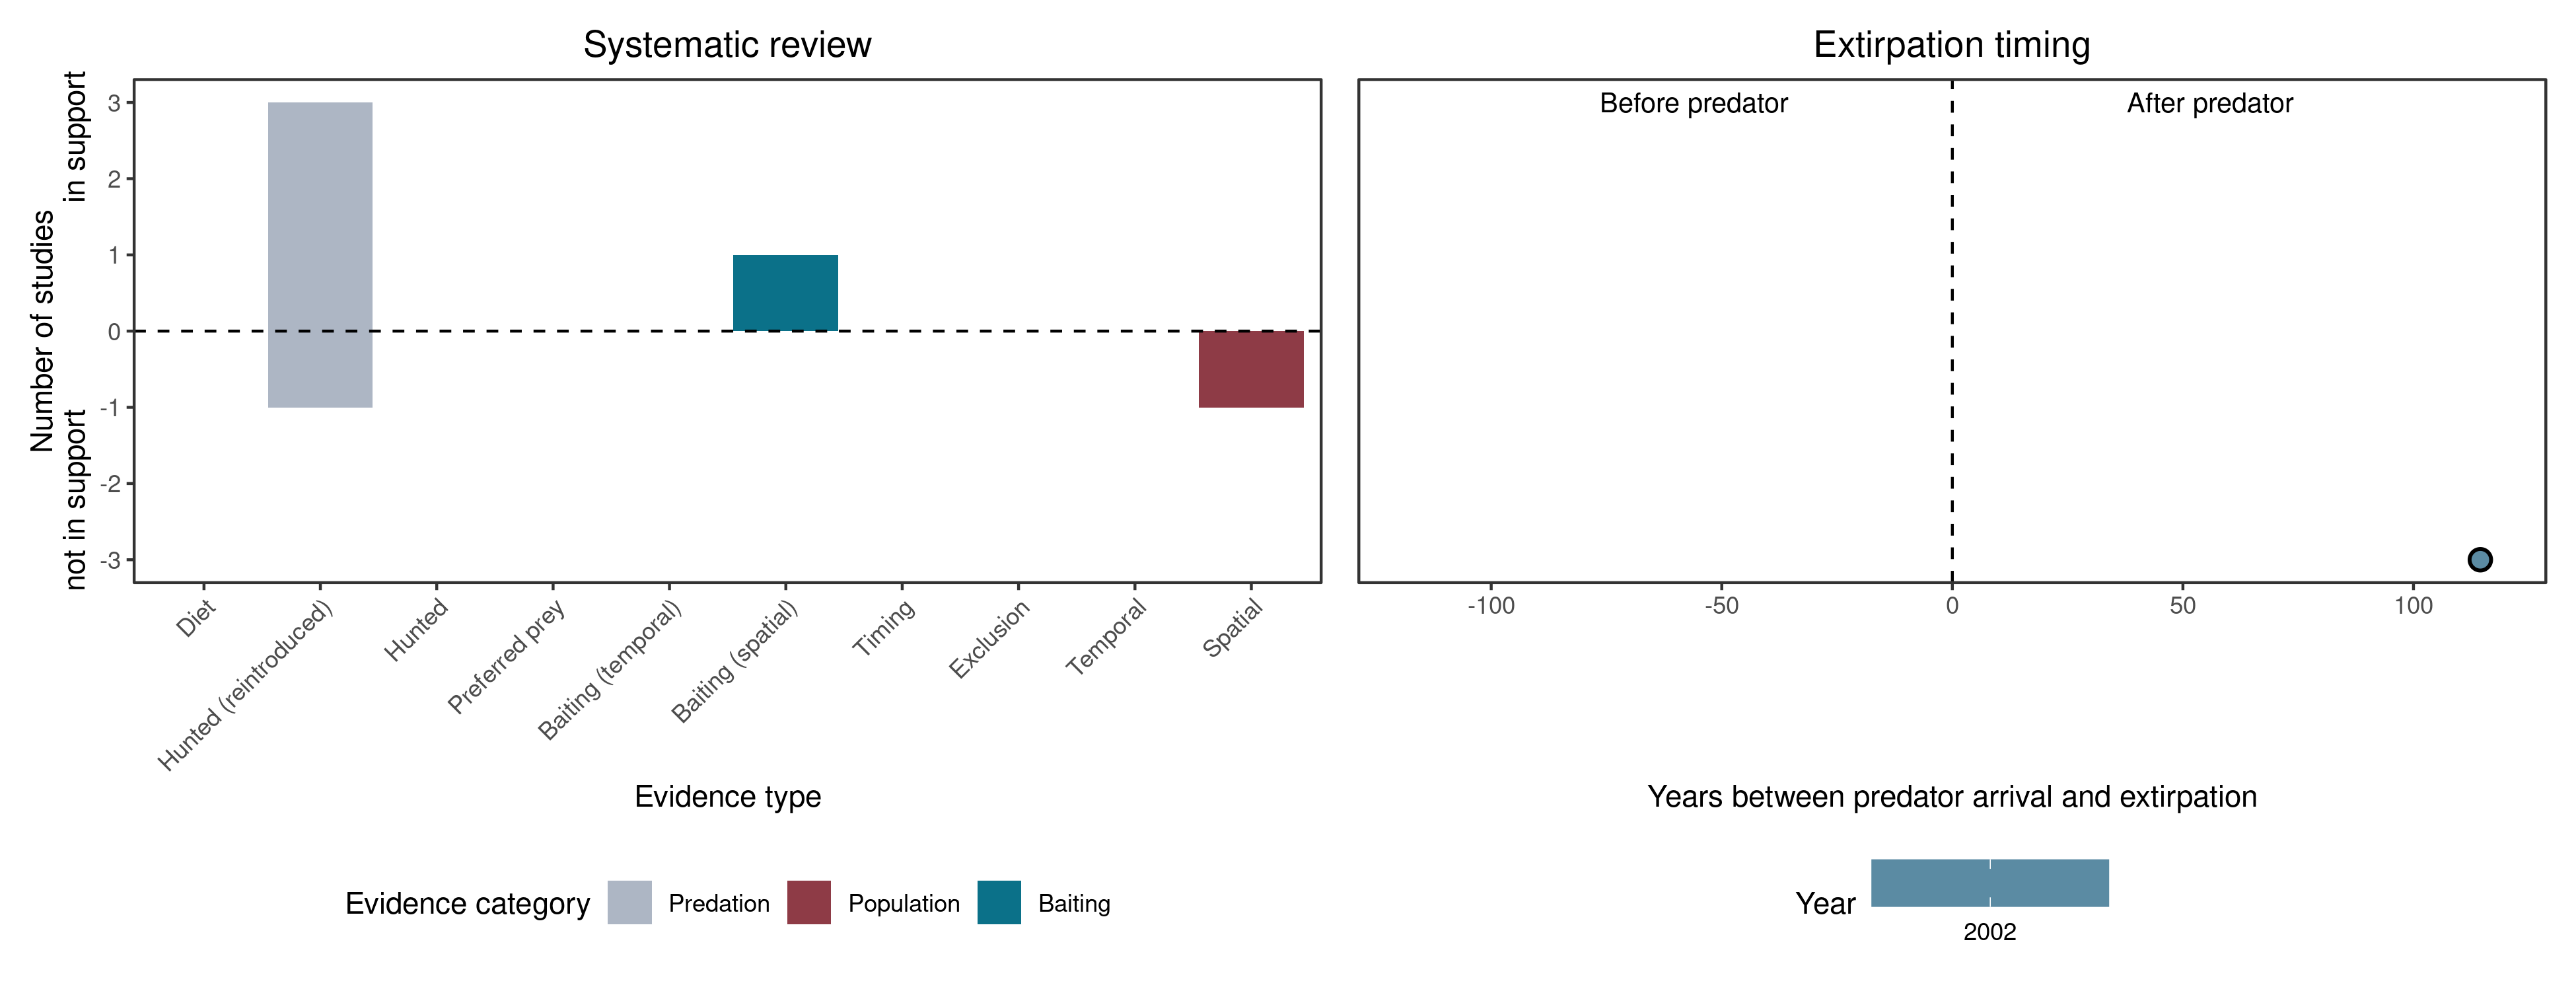 Systematic review
Number of studies
not in support
in support
3
2
1
0
-1
-2
-3
Diet
Hunted (reintroduced)
Hunted
Preferred prey
Baiting (temporal)
Baiting (spatial)
Timing
Exclusion
Temporal
Spatial
Evidence type
Evidence category
Predation
Population
Baiting
Extirpation timing
Before predator
After predator
-100
-50
0
50
100
Years between predator arrival and extirpation
Year
2002